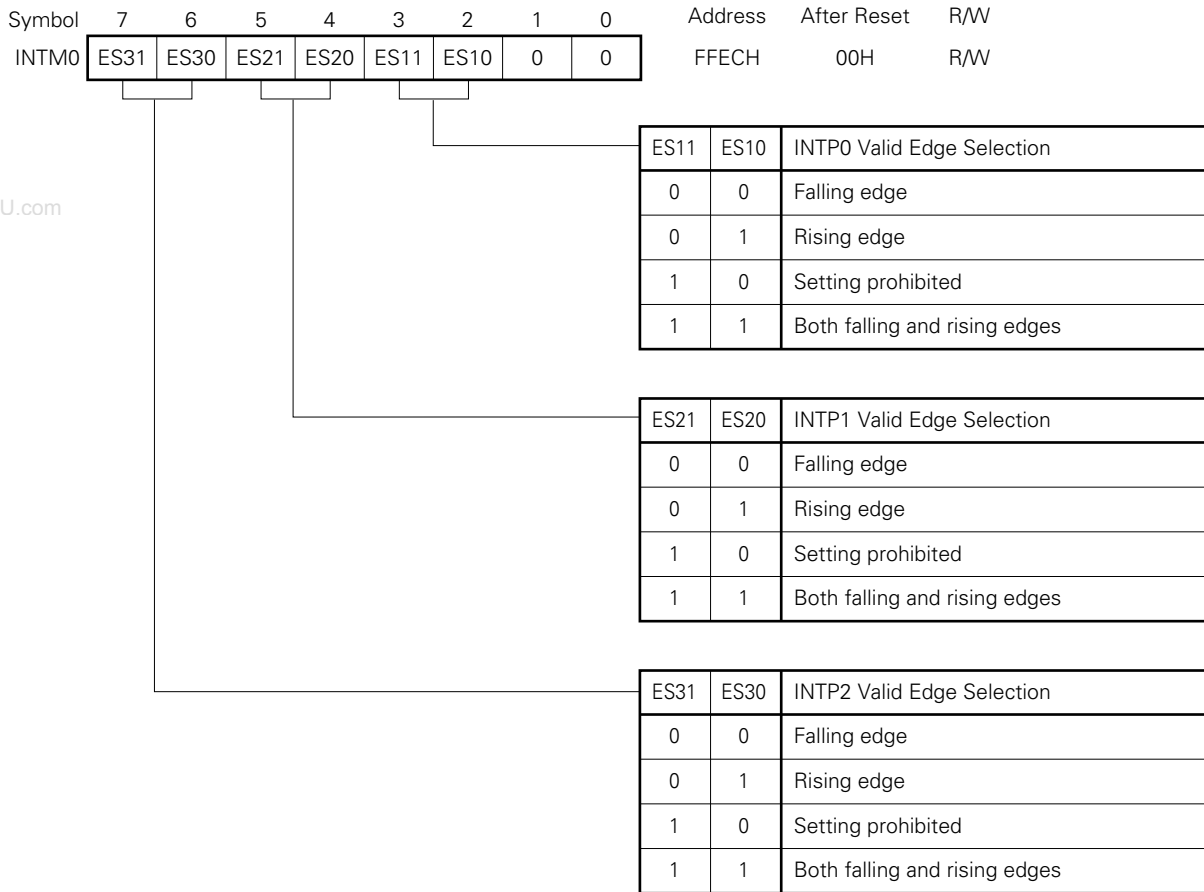 Symbol 7 6 5 4 3 2 1 0 Address After Reset R/W
INTM0 ES31 ES30 ES21 ES20 ES11 ES10 0 0 FFECH 00H R/W
ES11 ES10 INTP0 Valid Edge Selection
0 0 Falling edge
U.com
0 1 Rising edge
1 0 Setting prohibited
1 1 Both falling and rising edges
ES21 ES20 INTP1 Valid Edge Selection
0 0 Falling edge
0 1 Rising edge
1 0 Setting prohibited
1 1 Both falling and rising edges
ES31 ES30 INTP2 Valid Edge Selection
0 0 Falling edge
0 1 Rising edge
1 0 Setting prohibited
1 1 Both falling and rising edges